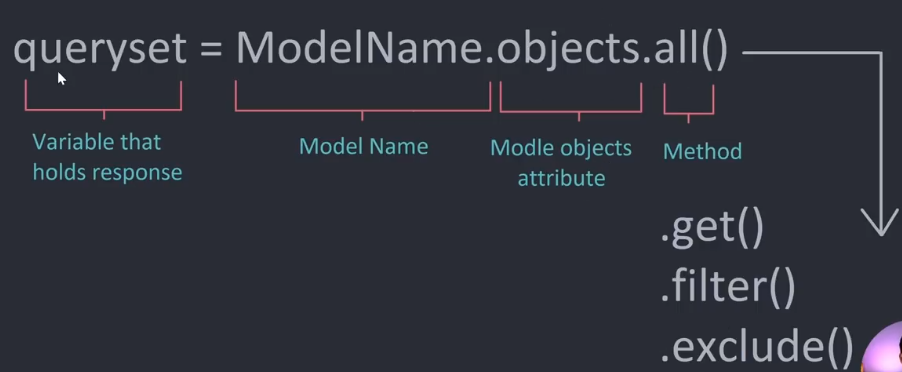 queryset = ModelName.objects.all()
Variable that
holds response
Model Name
Modle objects
attribute
Method
.get()
.filter()
.exclude()